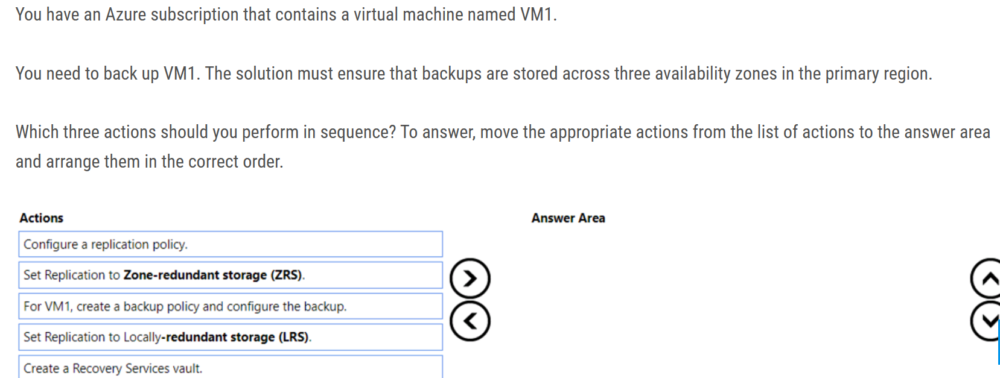 You have an Azure subscription that contains a virtual machine named VM1.
You need to back up VM1. The solution must ensure that backups are stored across three availability zones in the primary region.
Which three actions should you perform in sequence? To answer, move the appropriate actions from the list of actions to the answer area
and arrange them in the correct order.
Actions
Answer Area
Configure a replication policy.
Set Replication to Zone-redundant storage (ZRS).
For VM1, create a backup policy and configure the backup.
Set Replication to Locally-redundant storage (LRS).
Create a Recovery Services vault.